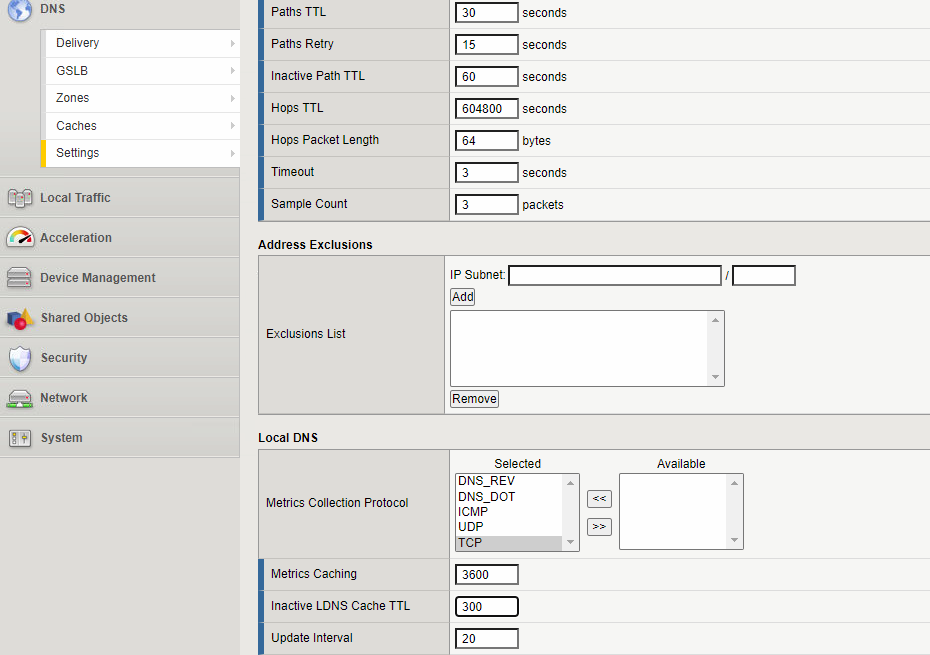 DNS
Delivery
GSLB
Zones
Caches
Settings
Local Traffic
Acceleration
Device Management
Shared Objects
Security
Network
System
Paths TTL 30 seconds
Paths Retry 15 seconds
Inactive Path TTL 60 seconds
Hops TTL 604800 seconds
Hops Packet Length 64 bytes
Timeout 3 seconds
Sample Count 3 packets
Address Exclusions
IP Subnet: /
Add
Exclusions List
Remove
Local DNS
Selected Available
Metrics Collection Protocol
DNS_REV
DNS_DOT
ICMP
UDP
TCP
<<
>>
Metrics Caching 3600
Inactive LDNS Cache TTL 300
Update Interval 20